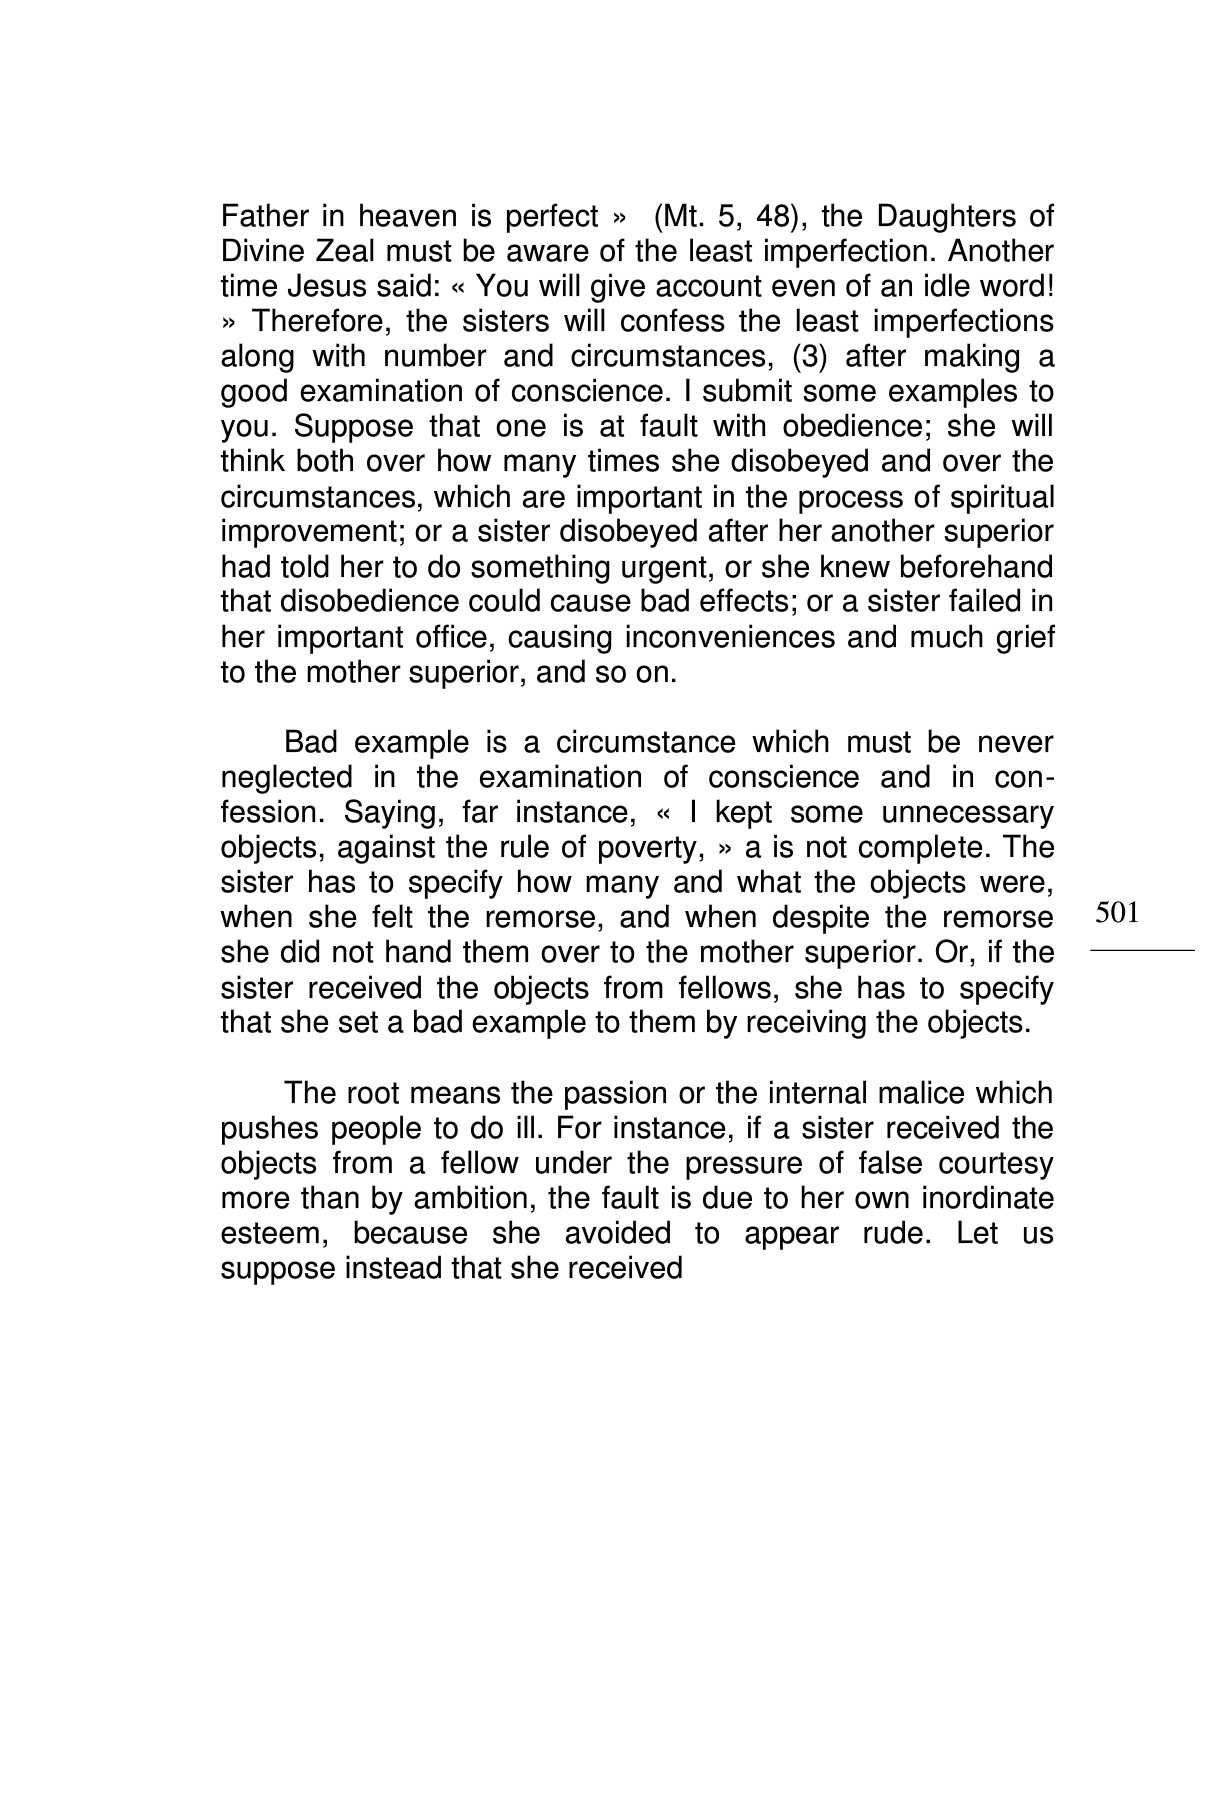 Father in heaven is perfect »  (Mt. 5, 48), the Daughters of
Divine Zeal must be aware of the least imperfection. Another
time Jesus said: « You will give account even of an idle word!
» Therefore, the sisters will confess the least imperfections
along with number and circumstances, (3) after making a
good examination of conscience. I submit some examples to
you. Suppose that one is at fault with obedience; she will
think both over how many times she disobeyed and over the
circumstances, which are important in the process of spiritual
improvement; or a sister disobeyed after her another superior
had told her to do something urgent, or she knew beforehand
that disobedience could cause bad effects; or a sister failed in
her important office, causing inconveniences and much grief
to the mother superior, and so on.
Bad example is a circumstance which must be never
neglected in the examination of conscience and in con-
fession. Saying, far instance, « I kept some unnecessary
objects, against the rule of poverty, » a is not complete. The
sister has to specify how many and what the objects were,
when she felt the remorse, and when despite the remorse
she did not hand them over to the mother superior. Or, if the
sister received the objects from fellows, she has to specify
that she set a bad example to them by receiving the objects.
The root means the passion or the internal malice which
pushes people to do ill. For instance, if a sister received the
objects from a fellow under the pressure of false courtesy
more than by ambition, the fault is due to her own inordinate
esteem, because she avoided to appear rude. Let us
suppose instead that she received
501